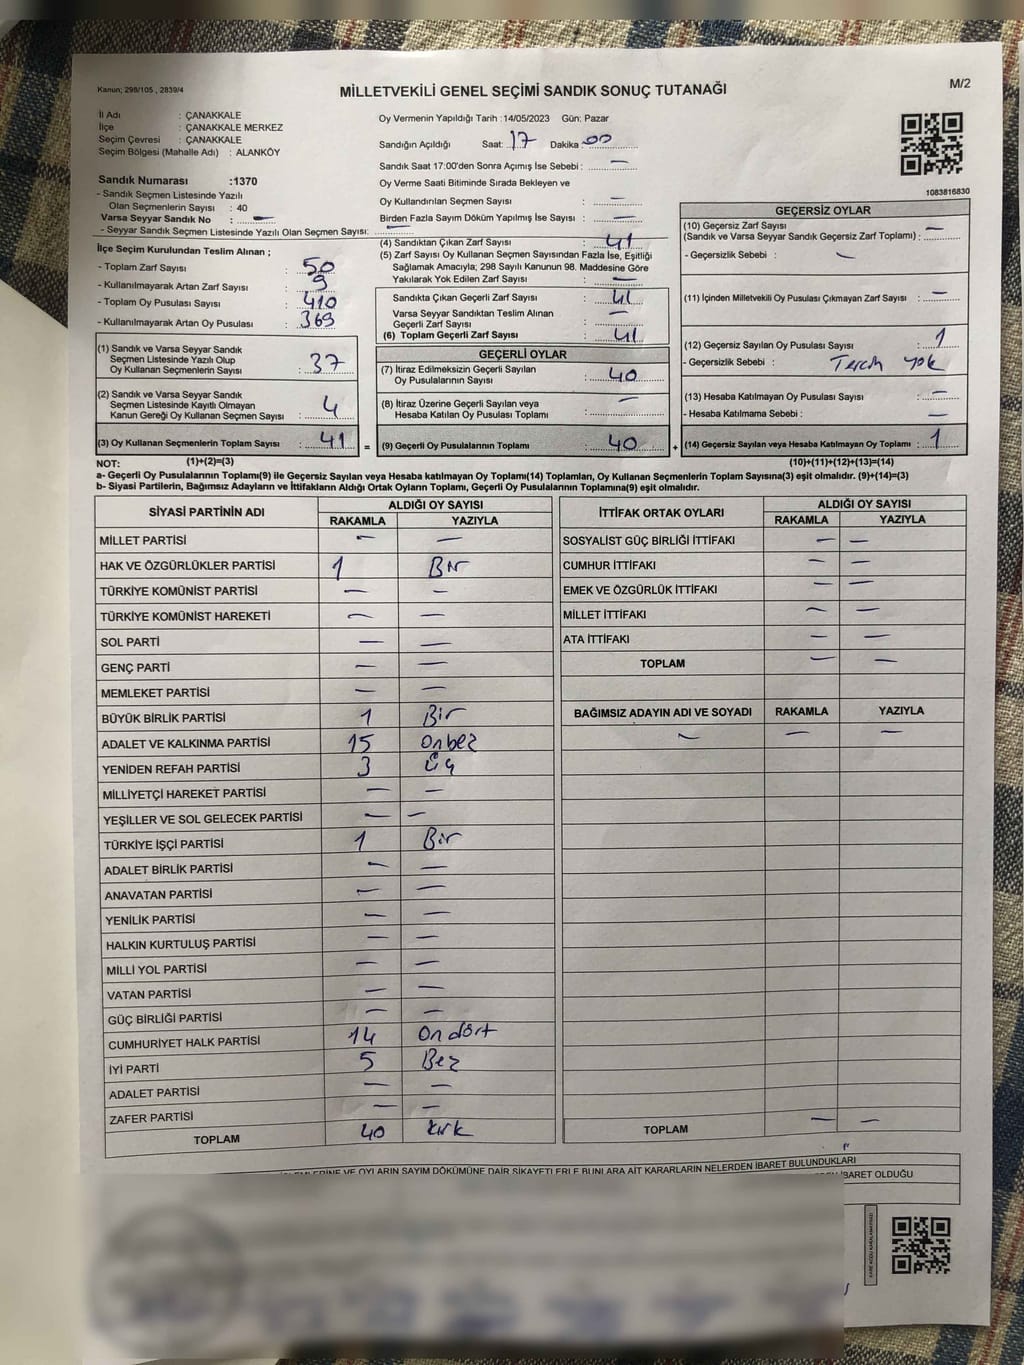 Kanun; 298/105 , 2839/4
MİLLETVEKİLİ GENEL SEÇİMİ SANDIK SONUÇ TUTANAĞI
M/2
İl Adı : ÇANAKKALE
İlçe : ÇANAKKALE MERKEZ
Seçim Çevresi : ÇANAKKALE
Seçim Bölgesi (Mahalle Adı) : ALANKÖY
Sandık Numarası :1370
- Sandık Seçmen Listesinde Yazılı
Olan Seçmenlerin Sayısı : 40
Varsa Seyyar Sandık No : —
- Seyyar Sandık Seçmen Listesinde Yazılı Olan Seçmen Sayısı: —
Oy Vermenin Yapıldığı Tarih :14/05/2023 Gün: Pazar
Sandığın Açıldığı Saat: 17 Dakika: 00
Sandık Saat 17:00'den Sonra Açımış İse Sebebi : —
Oy Verme Saati Bitiminde Sırada Bekleyen ve
Oy Kullandırılan Seçmen Sayısı : —
Birden Fazla Sayım Döküm Yapılmış İse Sayısı : —
1083816830
İlçe Seçim Kurulundan Teslim Alınan ;
- Toplam Zarf Sayısı : 50
- Kullanılmayarak Artan Zarf Sayısı : 9
- Toplam Oy Pusulası Sayısı : 410
- Kullanılmayarak Artan Oy Pusulası : 369
(1) Sandık ve Varsa Seyyar Sandık
Seçmen Listesinde Yazılı Olup
Oy Kullanan Seçmenlerin Sayısı : 37
(2) Sandık ve Varsa Seyyar Sandık
Seçmen Listesinde Kayıtlı Olmayan
Kanun Gereği Oy Kullanan Seçmen Sayısı : 4
(3) Oy Kullanan Seçmenlerin Toplam Sayısı : 41 =
(4) Sandıktan Çıkan Zarf Sayısı : 41
(5) Zarf Sayısı Oy Kullanan Seçmen Sayısından Fazla İse, Eşitliği
Sağlamak Amacıyla; 298 Sayılı Kanunun 98. Maddesine Göre
Yakılarak Yok Edilen Zarf Sayısı : —
Sandıkta Çıkan Geçerli Zarf Sayısı : 41
Varsa Seyyar Sandıktan Teslim Alınan
Geçerli Zarf Sayısı : —
(6) Toplam Geçerli Zarf Sayısı : 41
GEÇERLİ OYLAR
(7) İtiraz Edilmeksizin Geçerli Sayılan
Oy Pusulalarının Sayısı : 40
(8) İtiraz Üzerine Geçerli Sayılan veya
Hesaba Katılan Oy Pusulası Toplamı : —
(9) Geçerli Oy Pusulalarının Toplamı : 40 +
GEÇERSİZ OYLAR
(10) Geçersiz Zarf Sayısı : —
(Sandık ve Varsa Seyyar Sandık Geçersiz Zarf Toplamı)
- Geçersizlik Sebebi : —
(11) İçinden Milletvekili Oy Pusulası Çıkmayan Zarf Sayısı : —
(12) Geçersiz Sayılan Oy Pusulası Sayısı : 1
- Geçersizlik Sebebi : Tercih yok
(13) Hesaba Katılmayan Oy Pusulası Sayısı : —
- Hesaba Katılmama Sebebi : —
(14) Geçersiz Sayılan veya Hesaba Katılmayan Oy Toplamı : 1
NOT: (1)+(2)=(3) (10)+(11)+(12)+(13)=(14)
a- Geçerli Oy Pusulalarının Toplamı(9) ile Geçersiz Sayılan veya Hesaba katılmayan Oy Toplamı(14) Toplamları, Oy Kullanan Seçmenlerin Toplam Sayısına(3) eşit olmalıdır. (9)+(14)=(3)
b- Siyasi Partilerin, Bağımsız Adayların ve İttifakların Aldığı Ortak Oyların Toplamı, Geçerli Oy Pusulalarının Toplamına(9) eşit olmalıdır.
SİYASİ PARTİNİN ADI ALDIĞI OY SAYISI
RAKAMLA YAZIYLA
MİLLET PARTİSİ — —
HAK VE ÖZGÜRLÜKLER PARTİSİ 1 Bir
TÜRKİYE KOMÜNİST PARTİSİ — —
TÜRKİYE KOMÜNİST HAREKETİ — —
SOL PARTİ — —
GENÇ PARTİ — —
MEMLEKET PARTİSİ — —
BÜYÜK BİRLİK PARTİSİ 1 Bir
ADALET VE KALKINMA PARTİSİ 15 Onbeş
YENİDEN REFAH PARTİSİ 3 Üç
MİLLİYETÇİ HAREKET PARTİSİ — —
YEŞİLLER VE SOL GELECEK PARTİSİ — —
TÜRKİYE İŞÇİ PARTİSİ 1 Bir
ADALET BİRLİK PARTİSİ — —
ANAVATAN PARTİSİ — —
YENİLİK PARTİSİ — —
HALKIN KURTULUŞ PARTİSİ — —
MİLLİ YOL PARTİSİ — —
VATAN PARTİSİ — —
GÜÇ BİRLİĞİ PARTİSİ — —
CUMHURİYET HALK PARTİSİ 14 On dört
İYİ PARTİ 5 Beş
ADALET PARTİSİ — —
ZAFER PARTİSİ — —
TOPLAM 40 Kırk
İTTİFAK ORTAK OYLARI ALDIĞI OY SAYISI
RAKAMLA YAZIYLA
SOSYALİST GÜÇ BİRLİĞİ İTTİFAKI — —
CUMHUR İTTİFAKI — —
EMEK VE ÖZGÜRLÜK İTTİFAKI — —
MİLLET İTTİFAKI — —
ATA İTTİFAKI — —
TOPLAM — —
BAĞIMSIZ ADAYIN ADI VE SOYADI RAKAMLA YAZIYLA
— — —
TOPLAM — —
VE OYLARIN SAYIM DÖKÜMÜNE DAİR ŞİKAYETLERLE BUNLARA AİT KARARLARIN NELERDEN İBARET BULUNDUKLARI
İBARET OLDUĞU